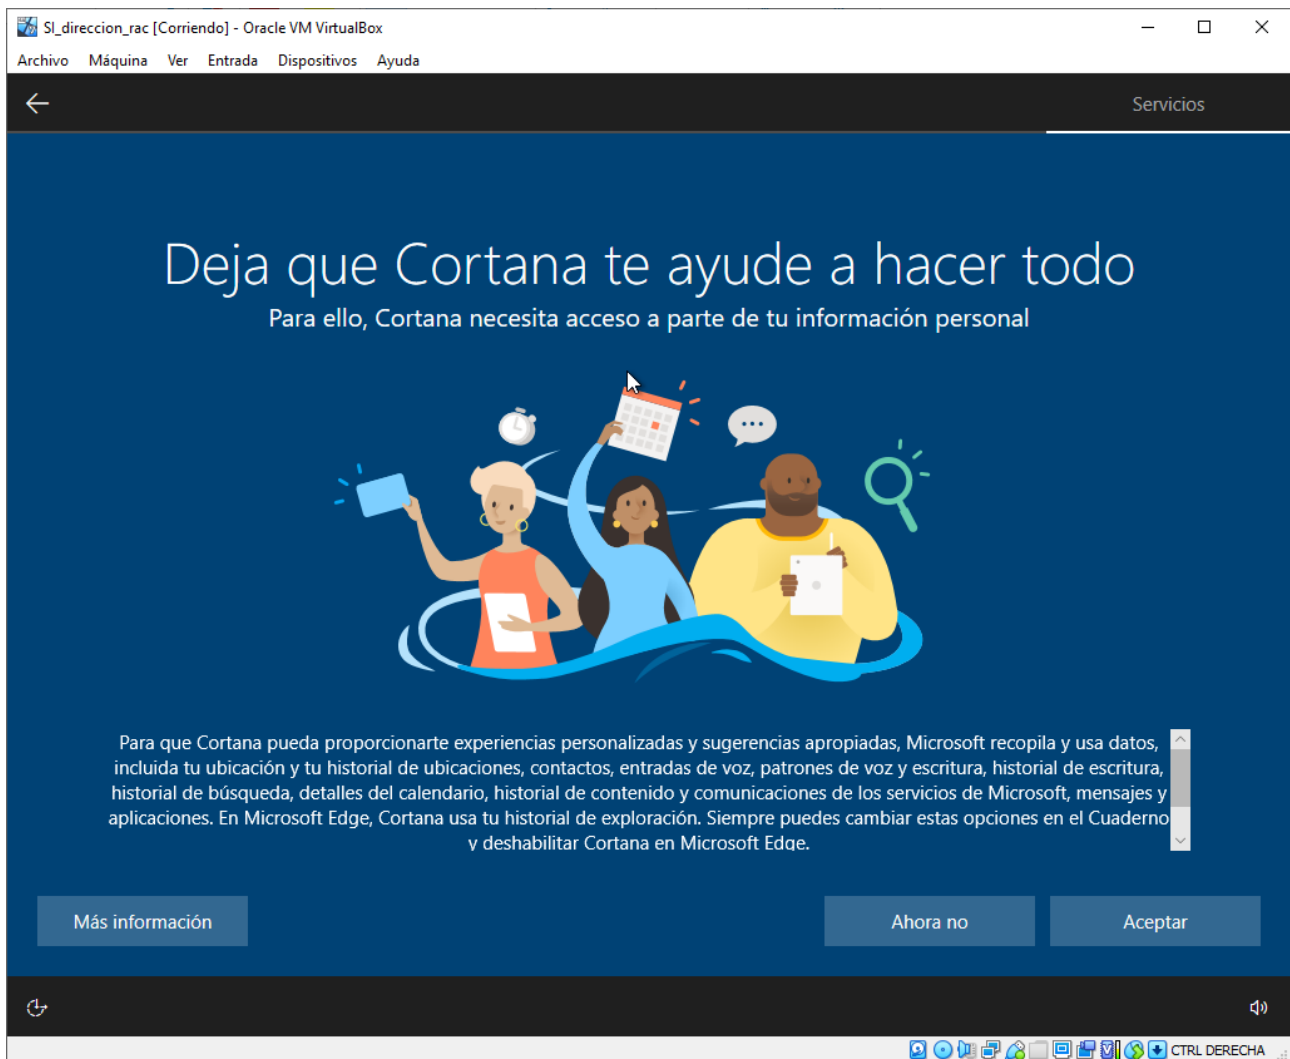 SI_direccion_rac [Corriendo] - Oracle VM VirtualBox
Archivo Máquina Ver Entrada Dispositivos Ayuda
Servicios
Deja que Cortana te ayude a hacer todo
Para ello, Cortana necesita acceso a parte de tu información personal
Para que Cortana pueda proporcionarte experiencias personalizadas y sugerencias apropiadas, Microsoft recopila y usa datos,
incluida tu ubicación y tu historial de ubicaciones, contactos, entradas de voz, patrones de voz y escritura, historial de escritura,
historial de búsqueda, detalles del calendario, historial de contenido y comunicaciones de los servicios de Microsoft, mensajes y
aplicaciones. En Microsoft Edge, Cortana usa tu historial de exploración. Siempre puedes cambiar estas opciones en el Cuaderno
y deshabilitar Cortana en Microsoft Edge.
Más información Ahora no Aceptar
CTRL DERECHA